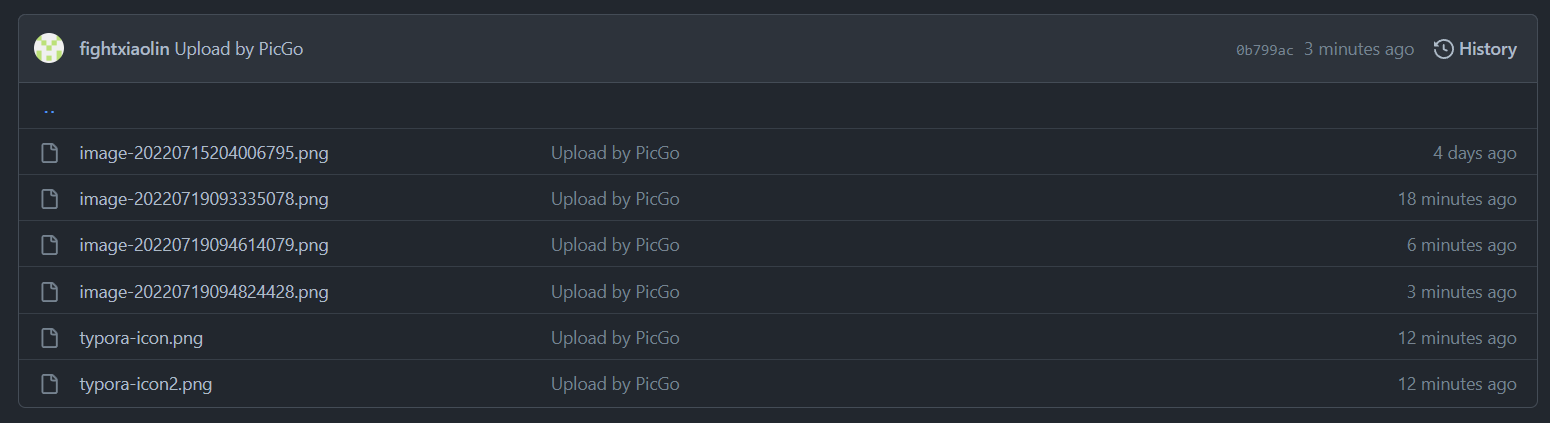 fightxiaolin Upload by PicGo 0b799ac 3 minutes ago History
..
image-20220715204006795.png Upload by PicGo 4 days ago
image-20220719093335078.png Upload by PicGo 18 minutes ago
image-20220719094614079.png Upload by PicGo 6 minutes ago
image-20220719094824428.png Upload by PicGo 3 minutes ago
typora-icon.png Upload by PicGo 12 minutes ago
typora-icon2.png Upload by PicGo 12 minutes ago